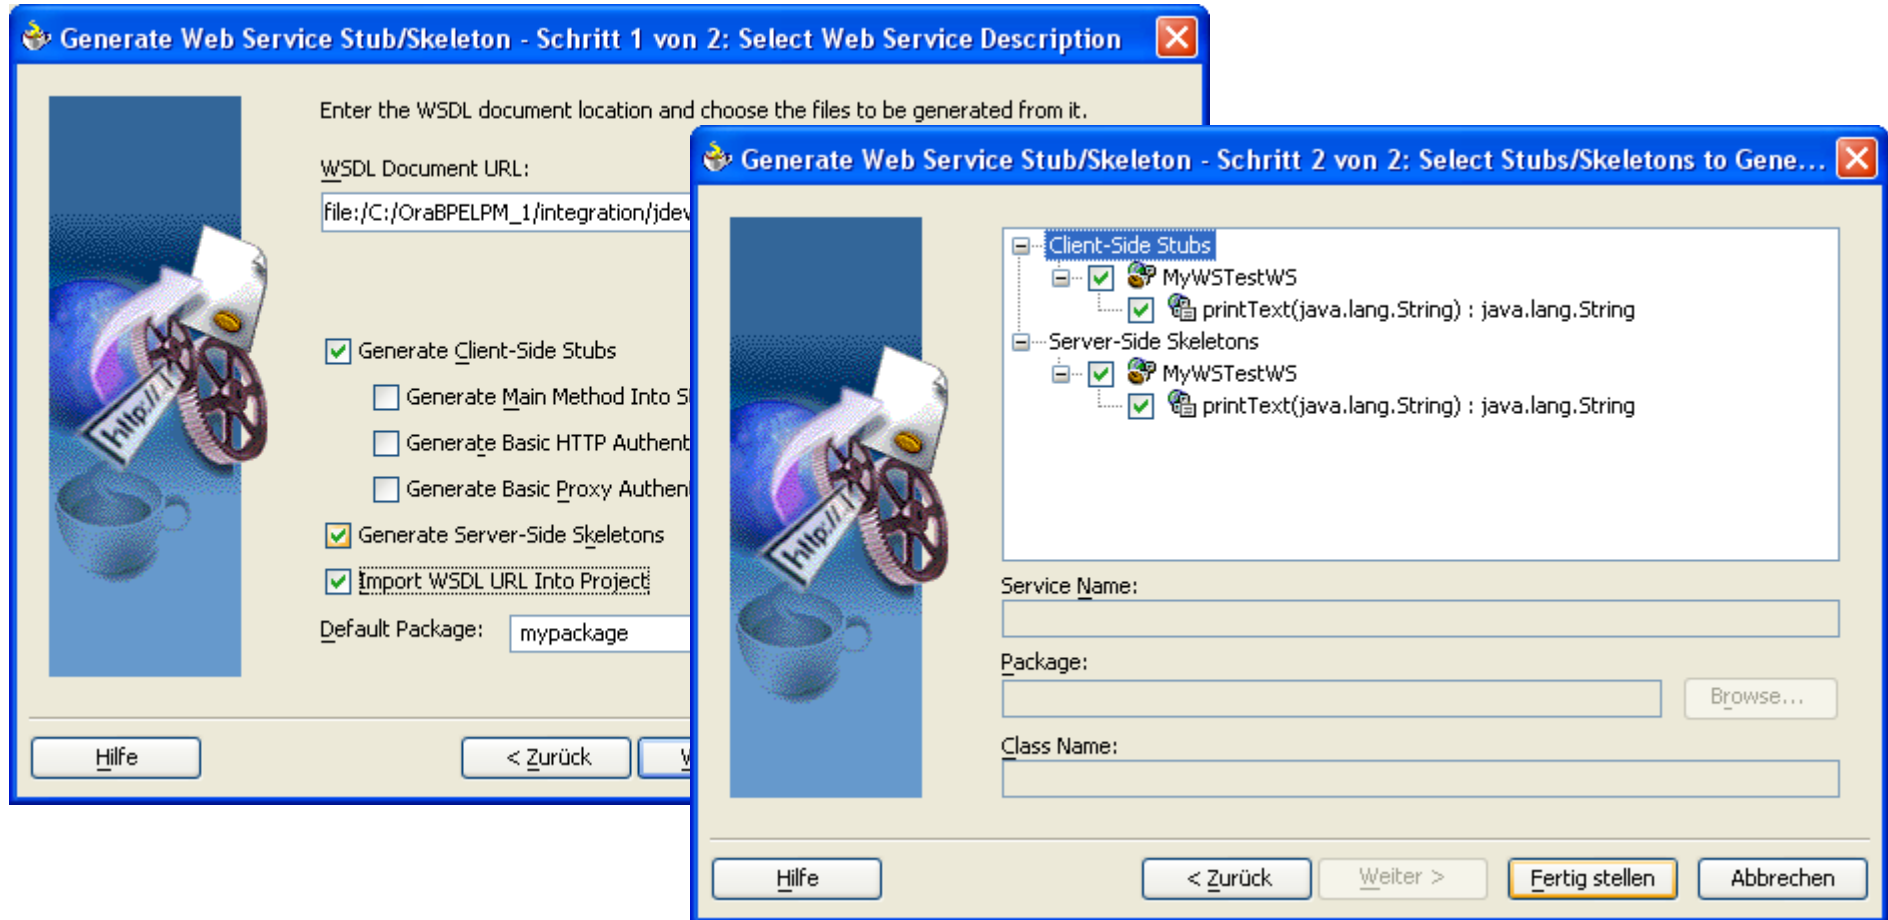 Generate Web Service Stub/Skeleton - Schritt 1 von 2: Select Web Service Description
Enter the WSDL document location and choose the files to be generated from it.
WSDL Document URL:
file:/C:/OraBPELPM_1/integration/jdev
Generate Client-Side Stubs
Generate Main Method Into
Generate Basic HTTP
Generate Basic Proxy
Generate Server-Side Skeletons
Import WSDL URL Into Project
Default Package:
mypackage
http://
Hilfe
< Zurück
Generate Web Service Stub/Skeleton - Schritt 2 von 2: Select Stubs/Skeletons to Gene...
Client-Side Stubs
MyWSTestWS
printText(java.lang.String) : java.lang.String
Server-Side Skeletons
MyWSTestWS
printText(java.lang.String) : java.lang.String
Service Name:
Package:
Browse...
Class Name:
http://
Hilfe
< Zurück
Weiter >
Fertig stellen
Abbrechen